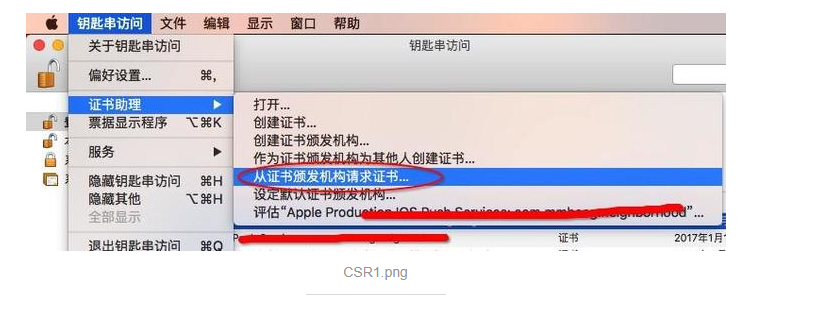 钥匙串访问 文件 编辑 显示 窗口 帮助
关于钥匙串访问
钥匙串访问
偏好设置... ⌘,
证书助理 ▶
票据显示程序 ⌥⌘K
服务 ▶
隐藏钥匙串访问 ⌘H
隐藏其他 ⌥⌘H
全部显示
退出钥匙串访问 ⌘Q
打开...
创建证书...
创建证书颁发机构...
作为证书颁发机构为其他人创建证书...
从证书颁发机构请求证书...
设定默认证书颁发机构...
评估“Apple Production IOS Push Services: ”...
证书 2017年1月
CSR1.png